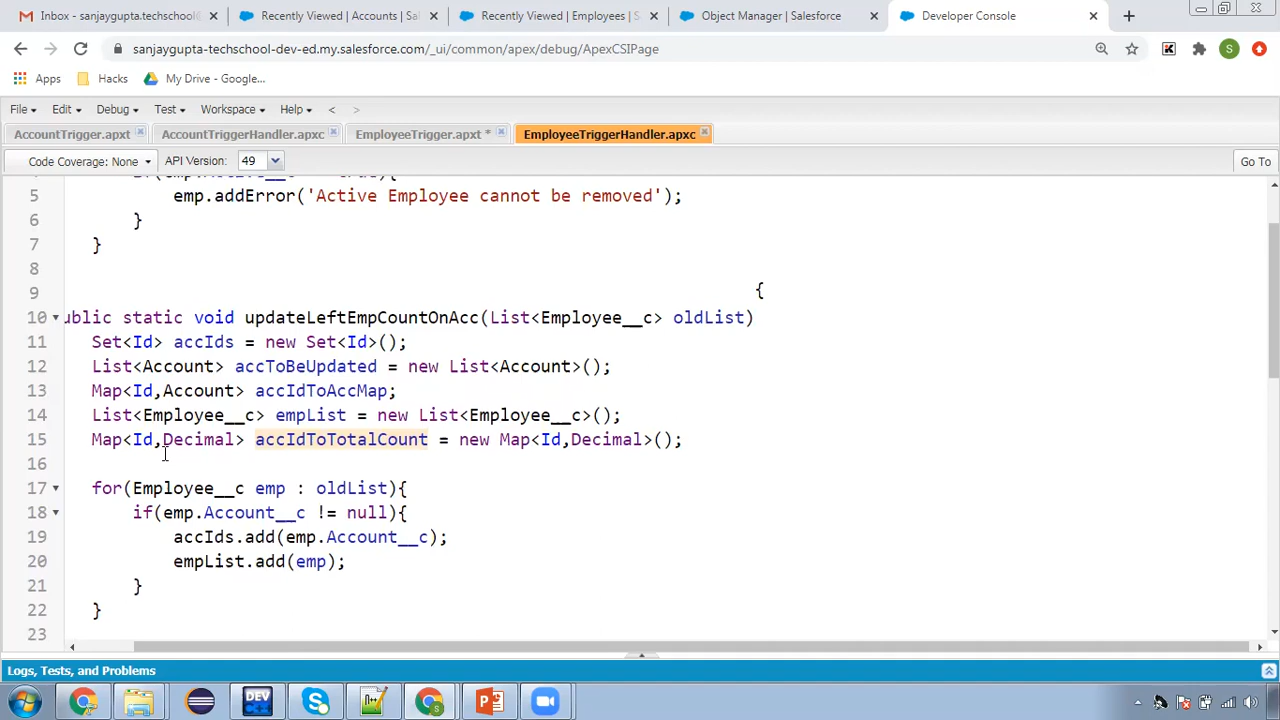 Inbox - sanjaygupta.techschool@
Recently Viewed | Accounts | Sal
Recently Viewed | Employees | S
Object Manager | Salesforce
Developer Console
sanjaygupta-techschool-dev-ed.my.salesforce.com/_ui/common/apex/debug/ApexCSIPage
S
Apps
Hacks
My Drive - Google...
File
Edit
Debug
Test
Workspace
Help
<
>
AccountTrigger.apxt
AccountTriggerHandler.apxc
EmployeeTrigger.apxt *
EmployeeTriggerHandler.apxc
Code Coverage: None
API Version:
49
Go To
5 emp.addError('Active Employee cannot be removed');
6 }
7 }
8
9 {
10 ublic static void updateLeftEmpCountOnAcc(List<Employee__c> oldList)
11 Set<Id> accIds = new Set<Id>();
12 List<Account> accToBeUpdated = new List<Account>();
13 Map<Id,Account> accIdToAccMap;
14 List<Employee__c> empList = new List<Employee__c>();
15 Map<Id,Decimal> accIdToTotalCount = new Map<Id,Decimal>();
16
17 for(Employee__c emp : oldList){
18 if(emp.Account__c != null){
19 accIds.add(emp.Account__c);
20 empList.add(emp);
21 }
22 }
23
Logs, Tests, and Problems
DEV